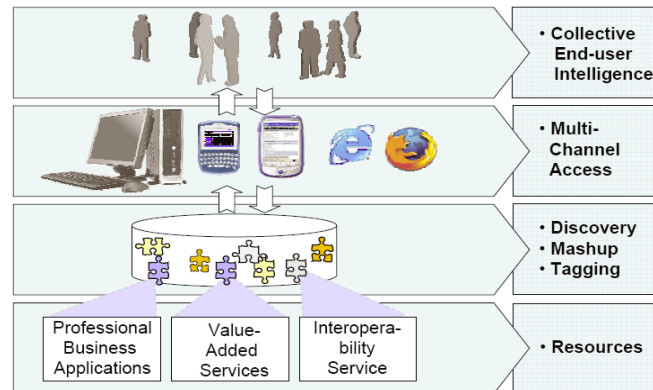 • Collective
End-user
Intelligence
• Multi-
Channel
Access
• Discovery
• Mashup
• Tagging
Professional
Business
Applications
Value-
Added
Services
Interopera-
bility
Service
• Resources